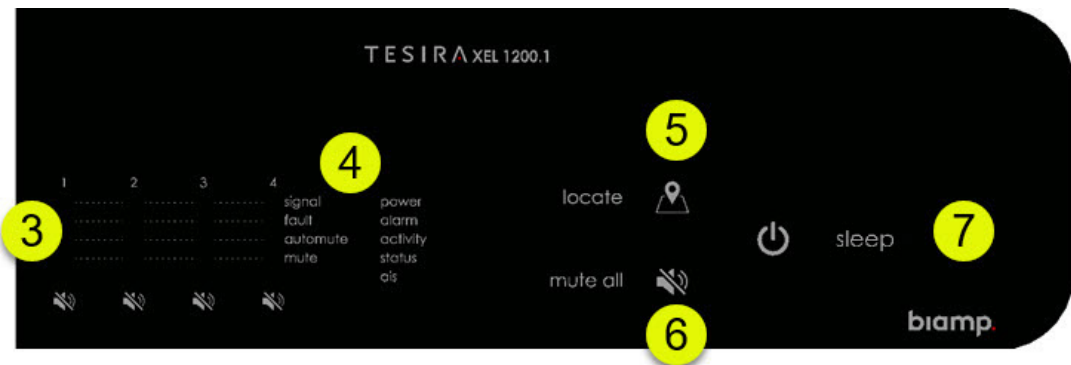 TESIRA XEL 1200.1
5
4
1 2 3 4
signal power
fault alarm
automute activity
mute status
ais
3
locate
sleep
7
mute all
6
biamp.